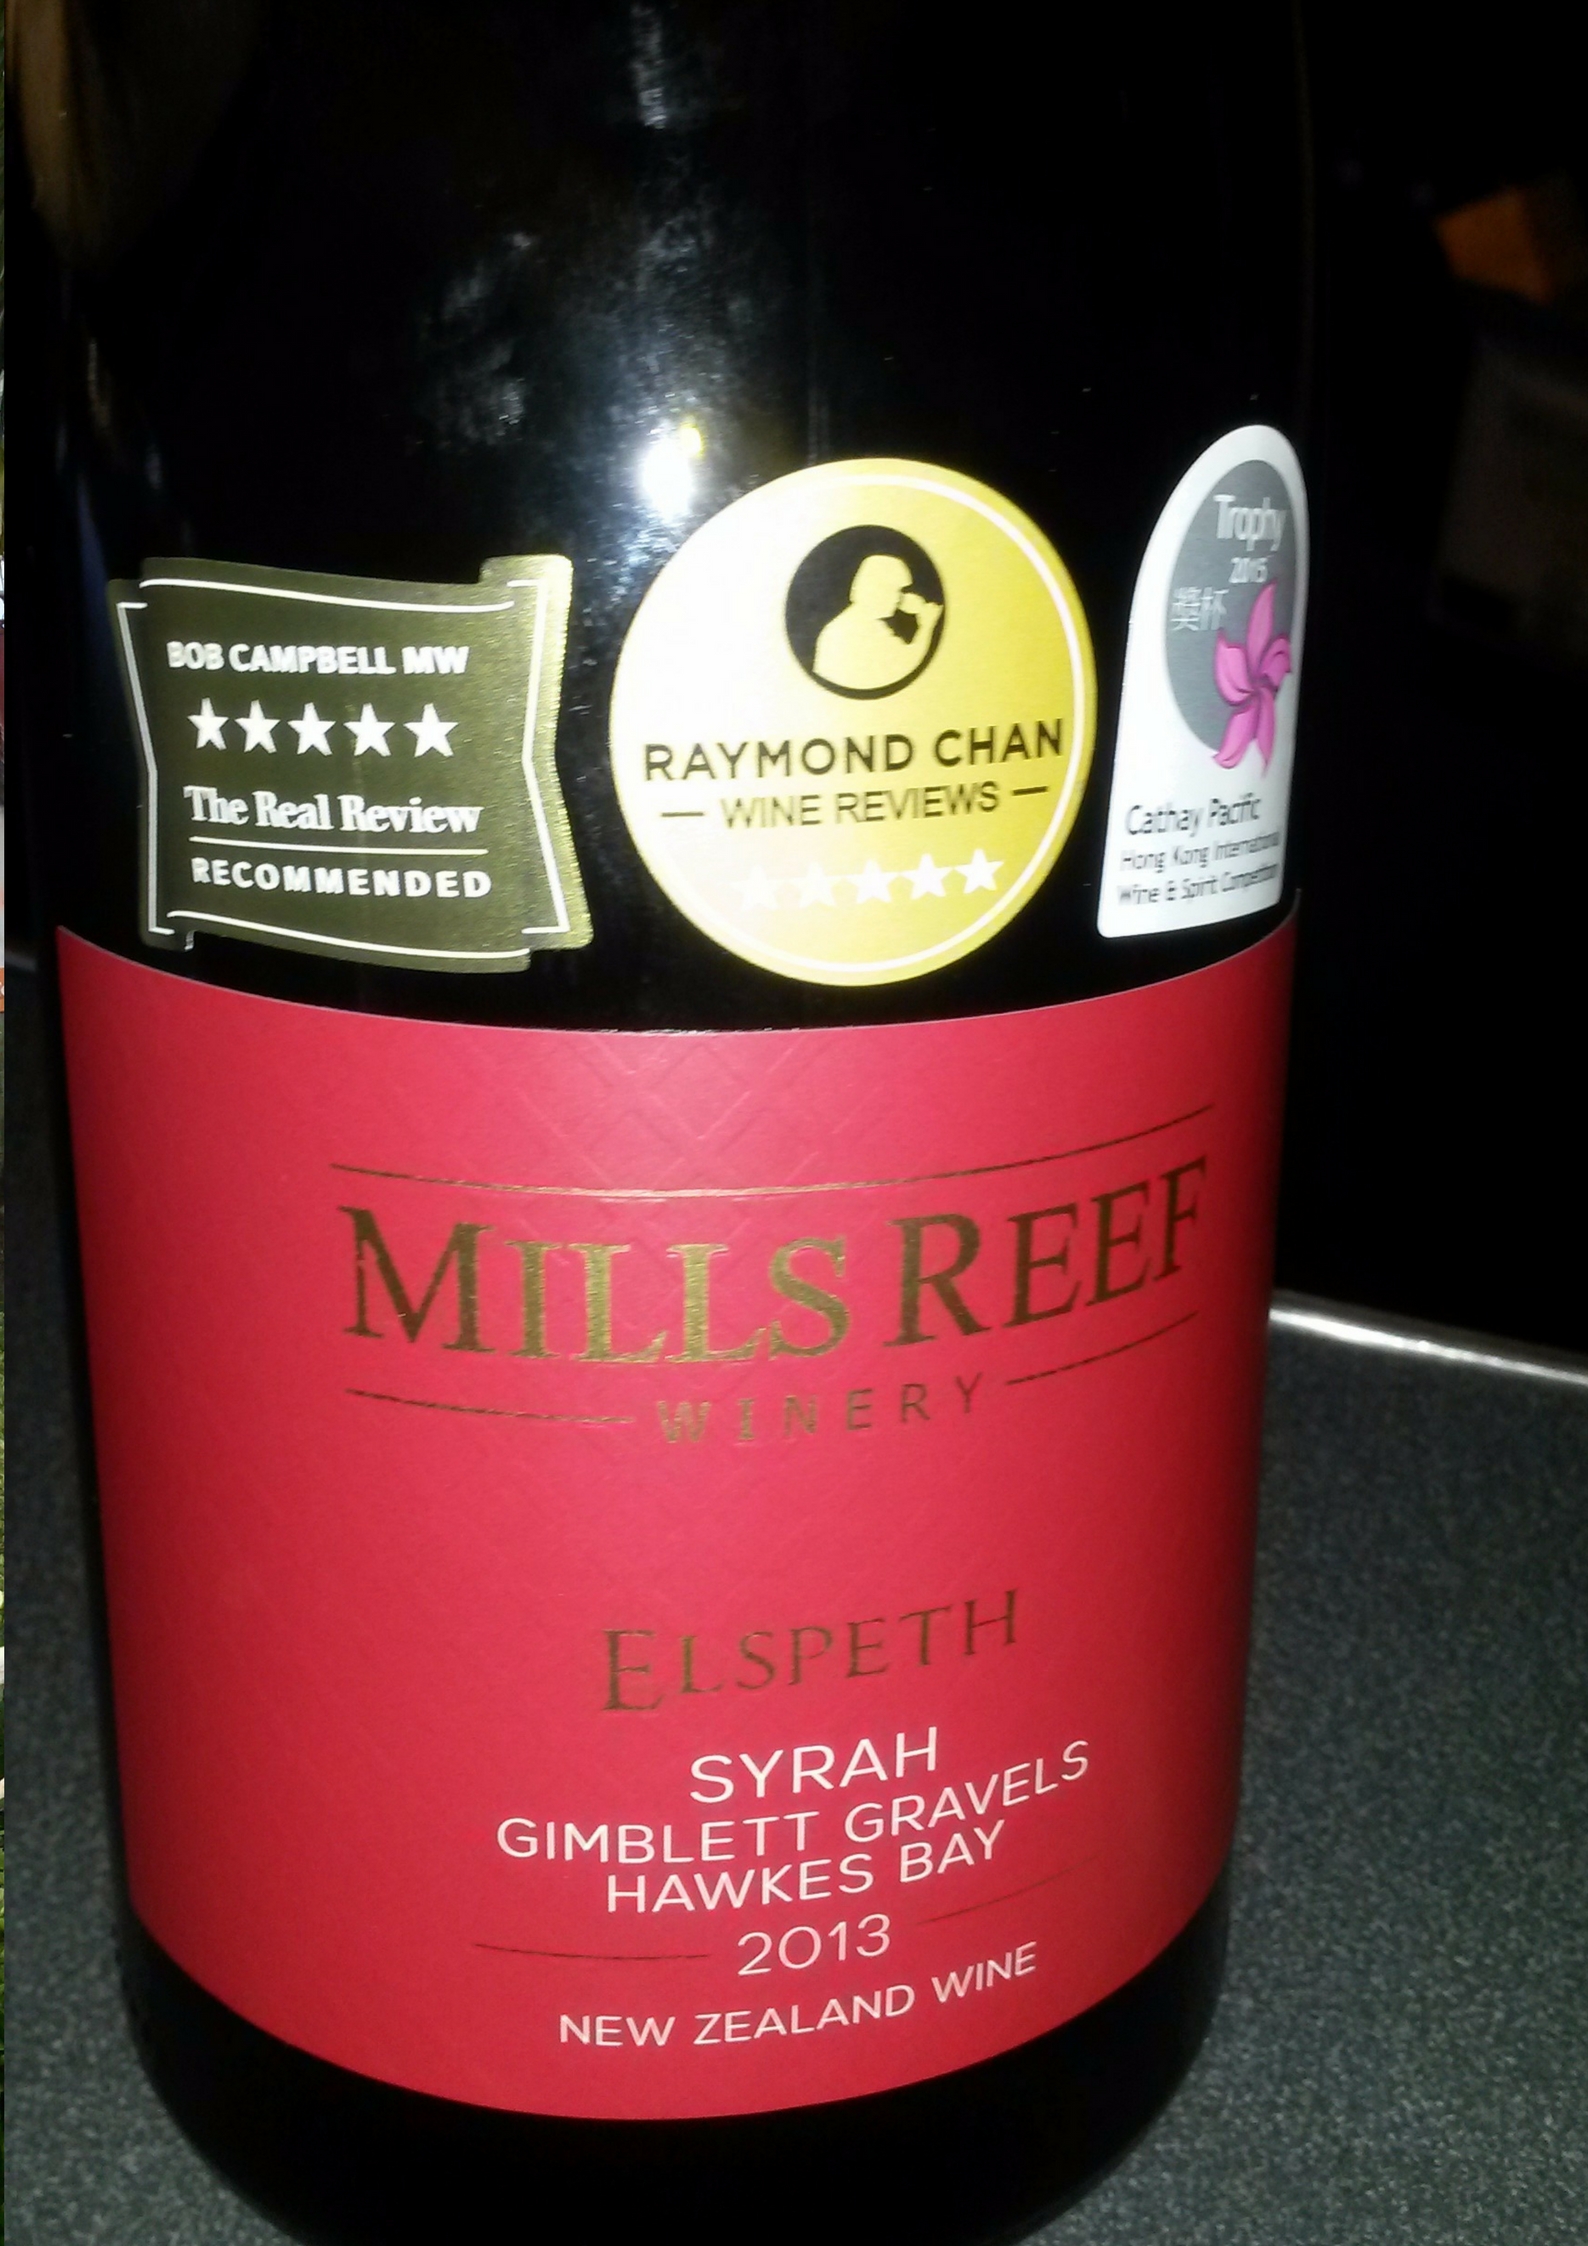 BOB CAMPBELL MW
The Real Review
RECOMMENDED
RAYMOND CHAN
WINE REVIEWS
Trophy
2015
獎杯
Cathay Pacific
Hong Kong International
Wine & Spirit Competition
MILLS REEF
WINERY
ELSPETH
SYRAH
GIMBLETT GRAVELS
HAWKES BAY
2013
NEW ZEALAND WINE